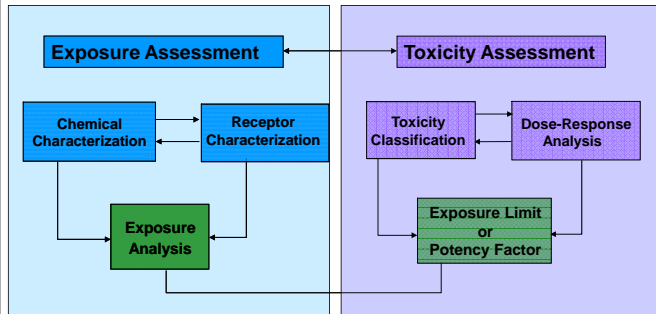 Exposure Assessment
Toxicity Assessment
Chemical
Characterization
Receptor
Characterization
Toxicity
Classification
Dose-Response
Analysis
Exposure
Analysis
Exposure Limit
or
Potency Factor